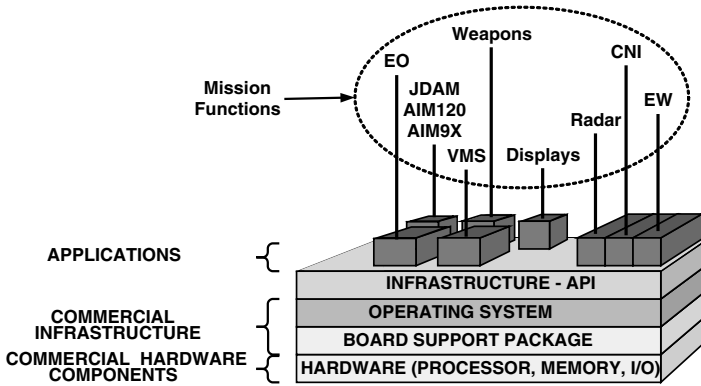 Weapons
EO
CNI
JDAM
AIM120
AIM9X
EW
Mission
Functions
Radar
VMS
Displays
APPLICATIONS
INFRASTRUCTURE - API
COMMERCIAL
INFRASTRUCTURE
OPERATING SYSTEM
BOARD SUPPORT PACKAGE
COMMERCIAL HARDWARE
COMPONENTS
HARDWARE (PROCESSOR, MEMORY, I/O)